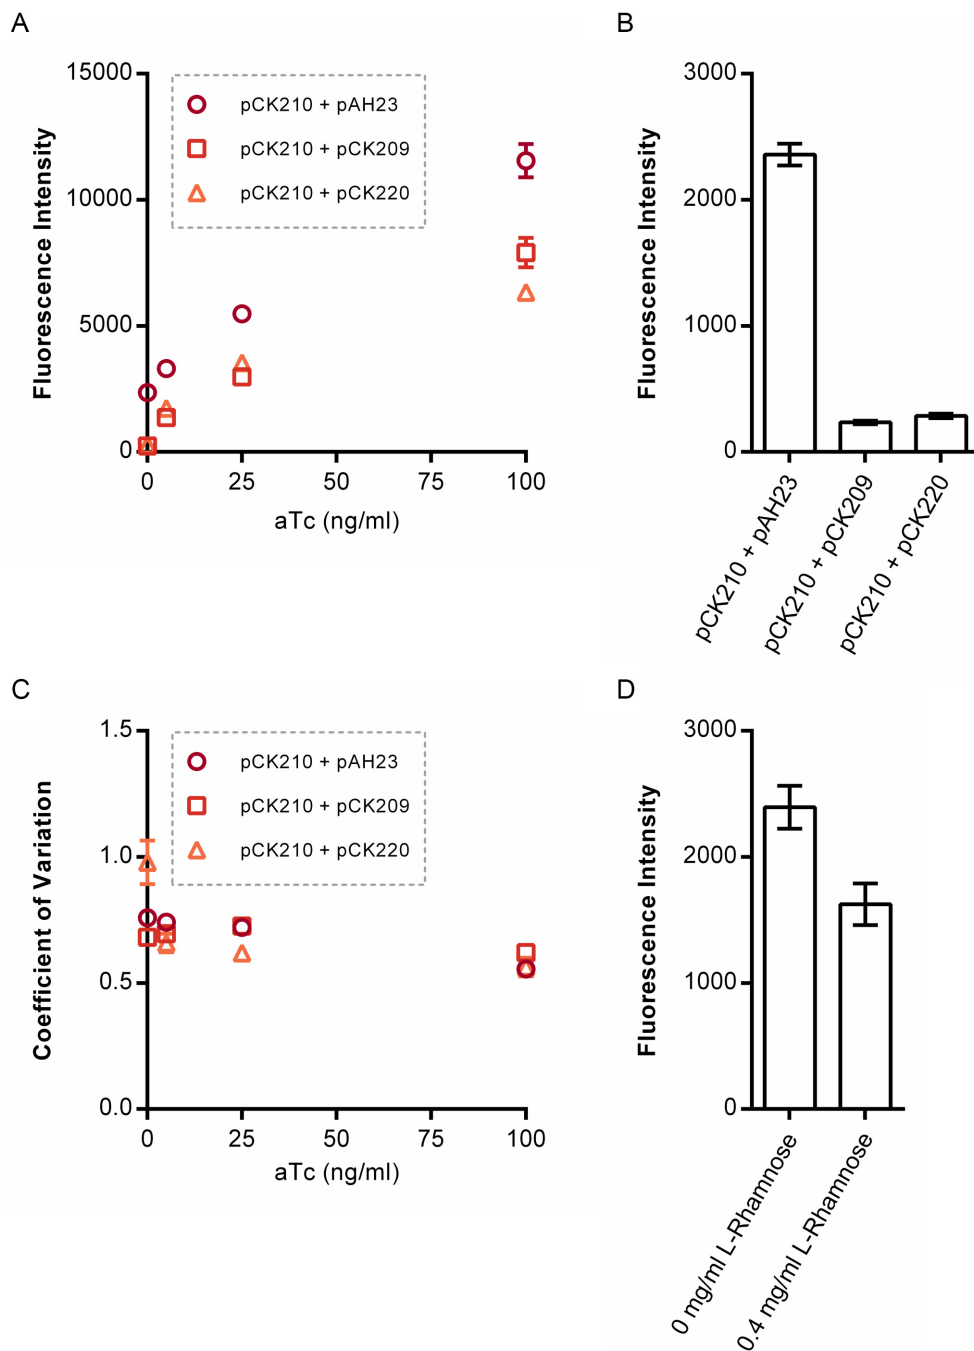 A
Fluorescence Intensity
15000
10000
5000
0
pCK210 + pAH23
pCK210 + pCK209
pCK210 + pCK220
0 25 50 75 100
aTc (ng/ml)
B
Fluorescence Intensity
3000
2000
1000
0
pCK210 + pAH23
pCK210 + pCK209
pCK210 + pCK220
C
Coefficient of Variation
1.5
1.0
0.5
0.0
pCK210 + pAH23
pCK210 + pCK209
pCK210 + pCK220
0 25 50 75 100
aTc (ng/ml)
D
Fluorescence Intensity
3000
2000
1000
0
0 mg/ml L-Rhamnose
0.4 mg/ml L-Rhamnose